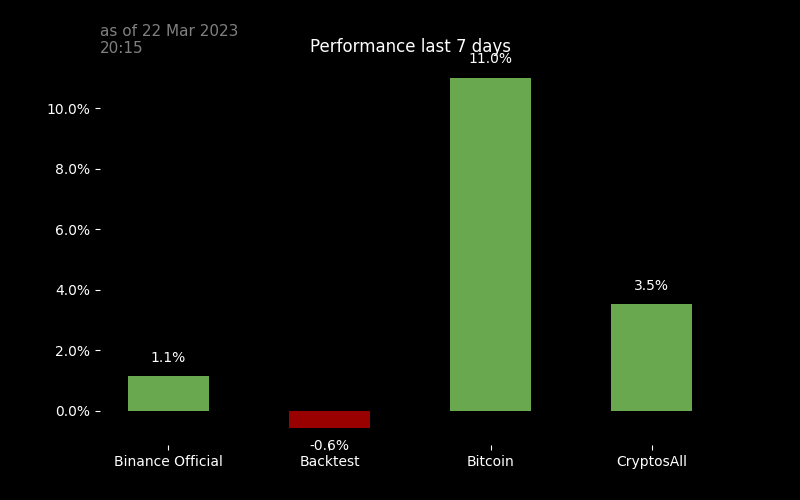 as of 22 Mar 2023
20:15
Performance last 7 days
11.0%
10.0%
8.0%
6.0%
4.0%
3.5%
2.0%
1.1%
0.0%
-0.6%
Binance Official
Backtest
Bitcoin
CryptosAll